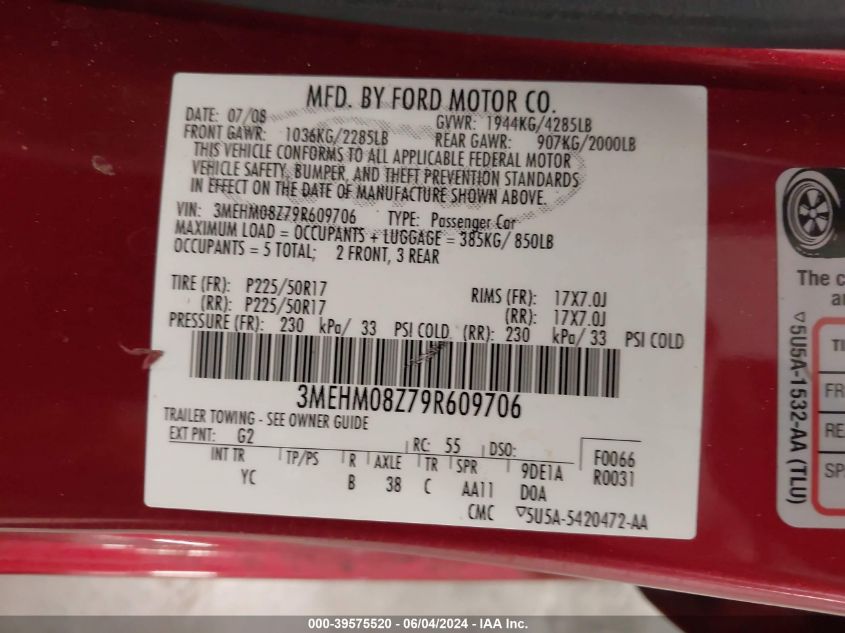 MFD. BY FORD MOTOR CO.
DATE: 07/08 GVWR: 1944KG/4285LB
FRONT GAWR: 1036KG/2285LB REAR GAWR: 907KG/2000LB
THIS VEHICLE CONFORMS TO ALL APPLICABLE FEDERAL MOTOR
VEHICLE SAFETY, BUMPER, AND THEFT PREVENTION STANDARDS
IN EFFECT ON THE DATE OF MANUFACTURE SHOWN ABOVE.
VIN: 3MEHM08Z79R609706 TYPE: Passenger Car
MAXIMUM LOAD = OCCUPANTS + LUGGAGE = 385KG/ 850LB
OCCUPANTS = 5 TOTAL; 2 FRONT, 3 REAR
TIRE (FR): P225/50R17 RIMS (FR): 17X7.0J
(RR): P225/50R17 (RR): 17X7.0J
PRESSURE (FR): 230 kPa/ 33 PSI COLD (RR): 230 kPa/ 33 PSI COLD
3MEHM08Z79R609706
TRAILER TOWING - SEE OWNER GUIDE
EXT PNT: G2 RC: 55 DSO: F0066
INT TR TP/PS R AXLE TR SPR 9DE1A R0031
YC B 38 C AA11 D0A
CMC ▽5U5A-5420472-AA
The c
a
▽5U5A-1532-AA (TLU)
TI
FR
RE
SP
000-39575520 - 06/04/2024 - IAA Inc.